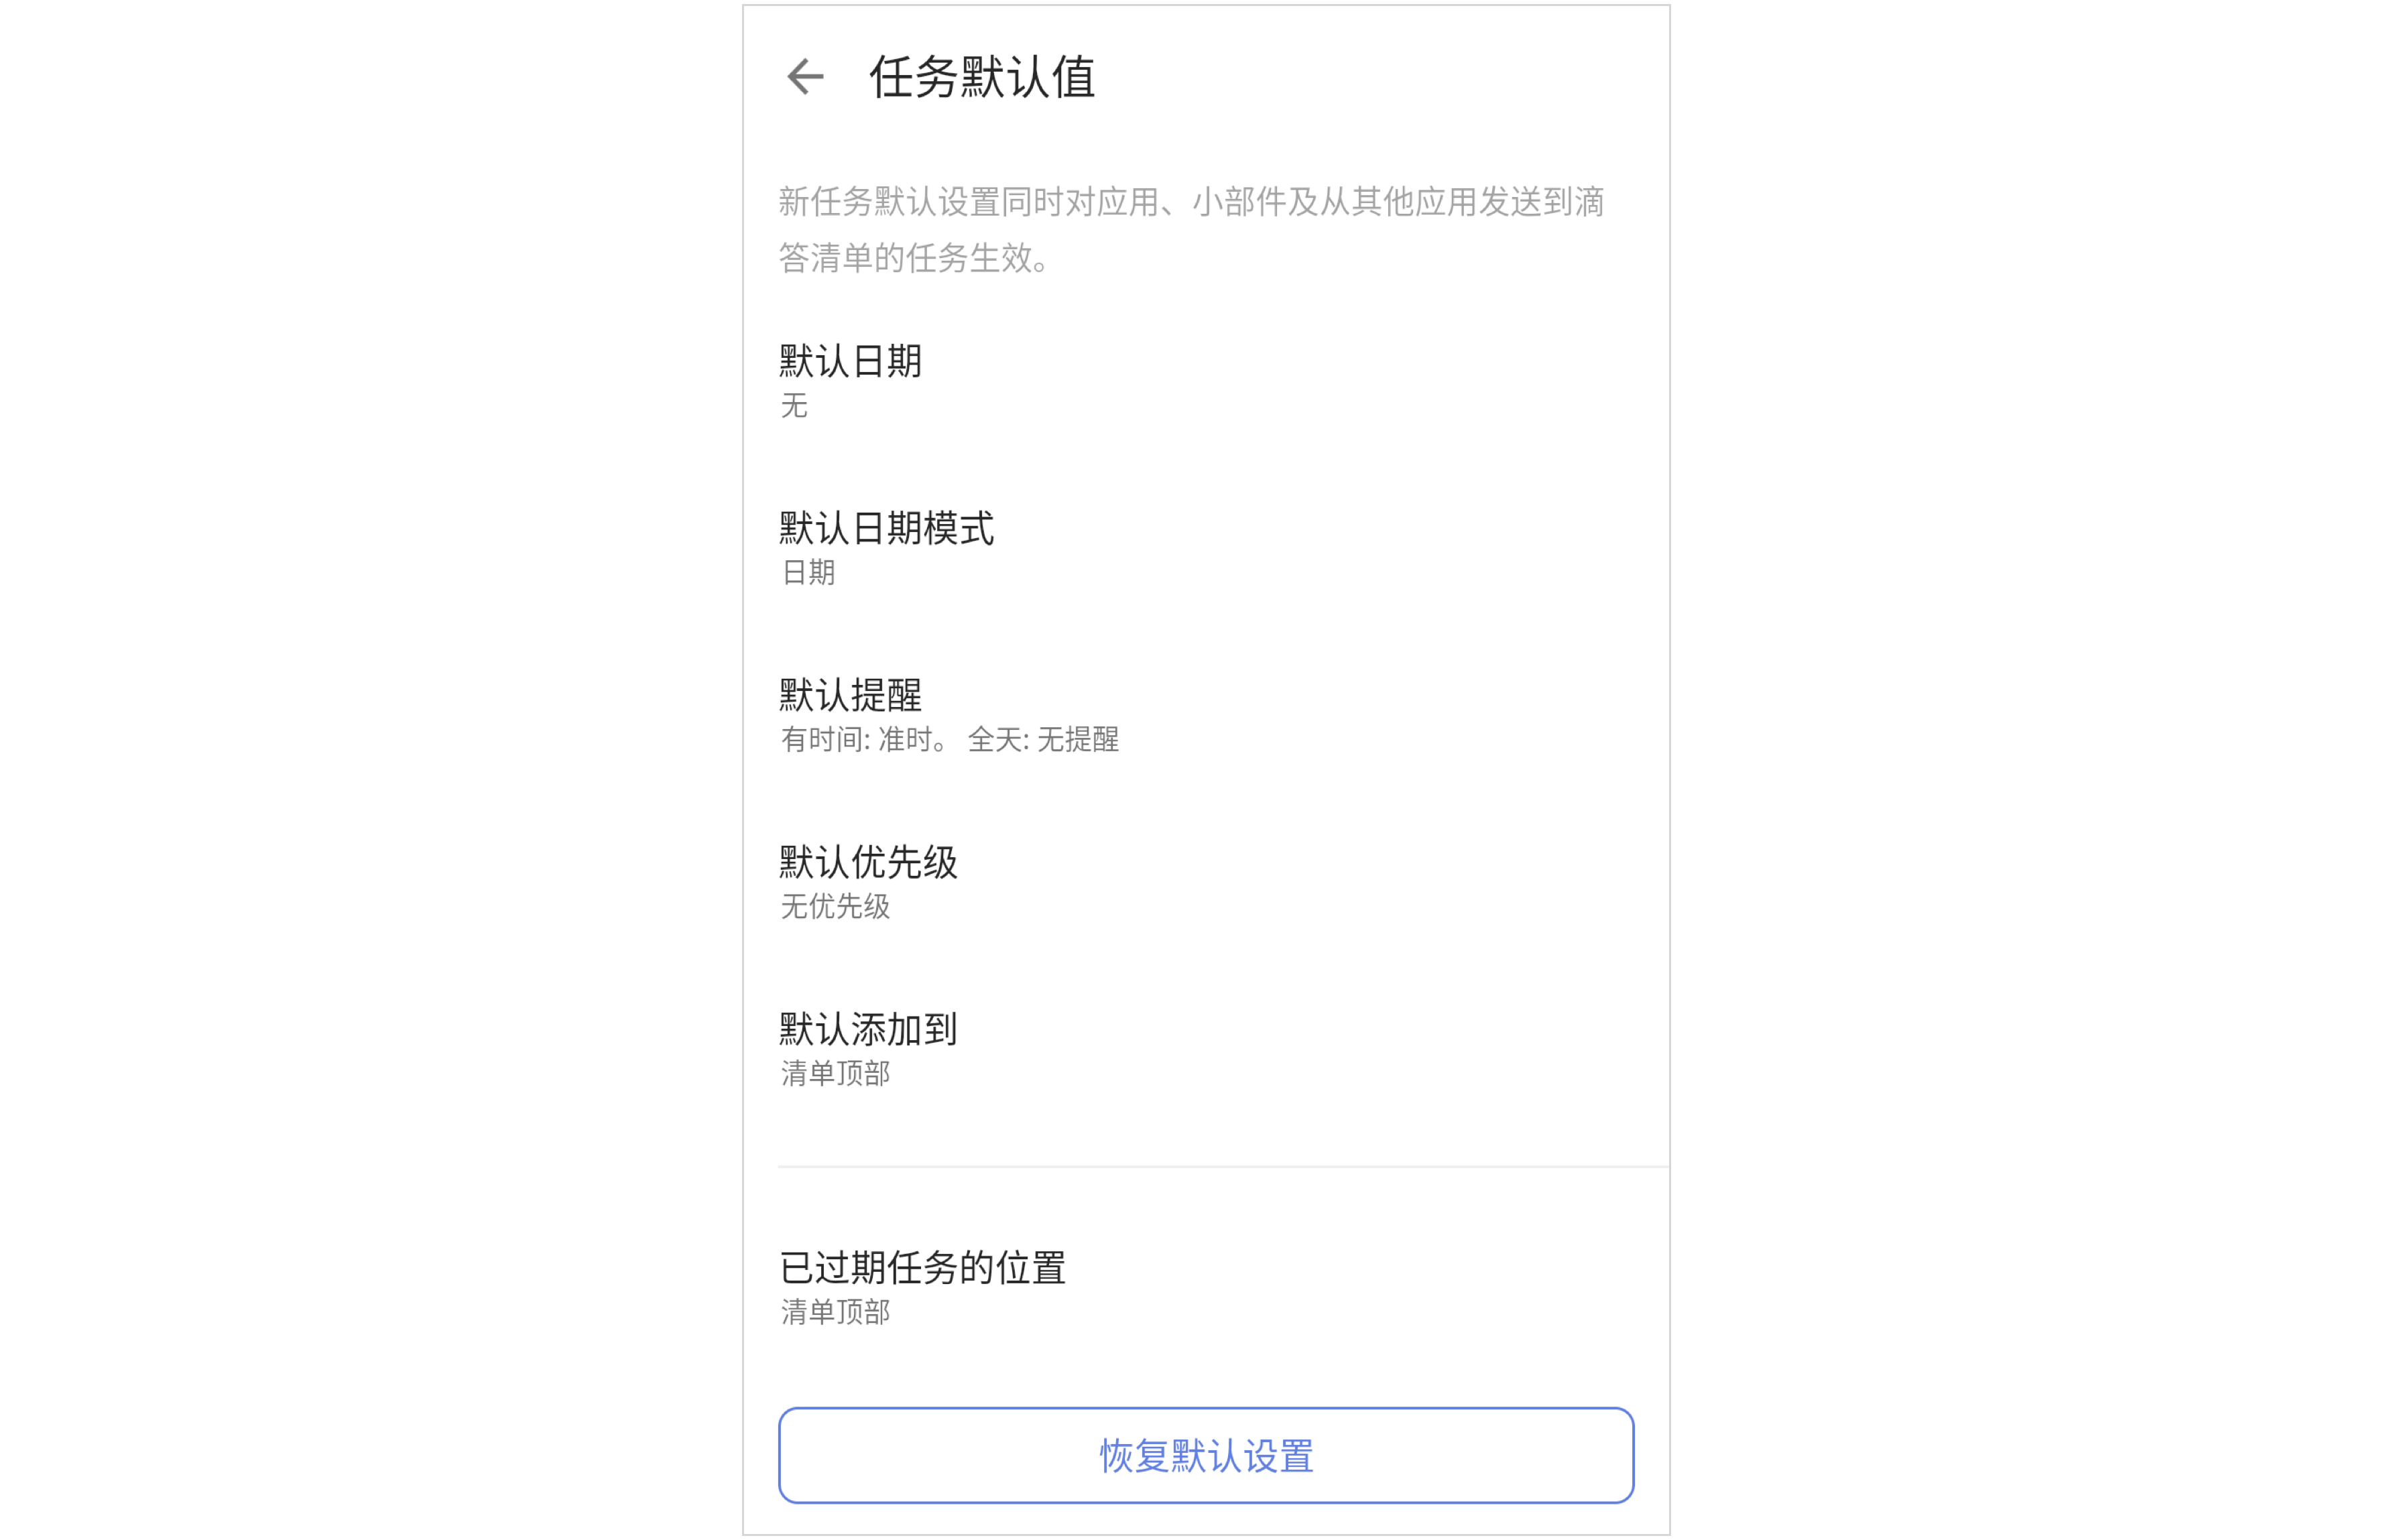 任务默认值
新任务默认设置同时对应用、小部件及从其他应用发送到滴
答清单的任务生效。
默认日期
无
默认日期模式
日期
默认提醒
有时间: 准时。 全天: 无提醒
默认优先级
无优先级
默认添加到
清单顶部
已过期任务的位置
清单顶部
恢复默认设置